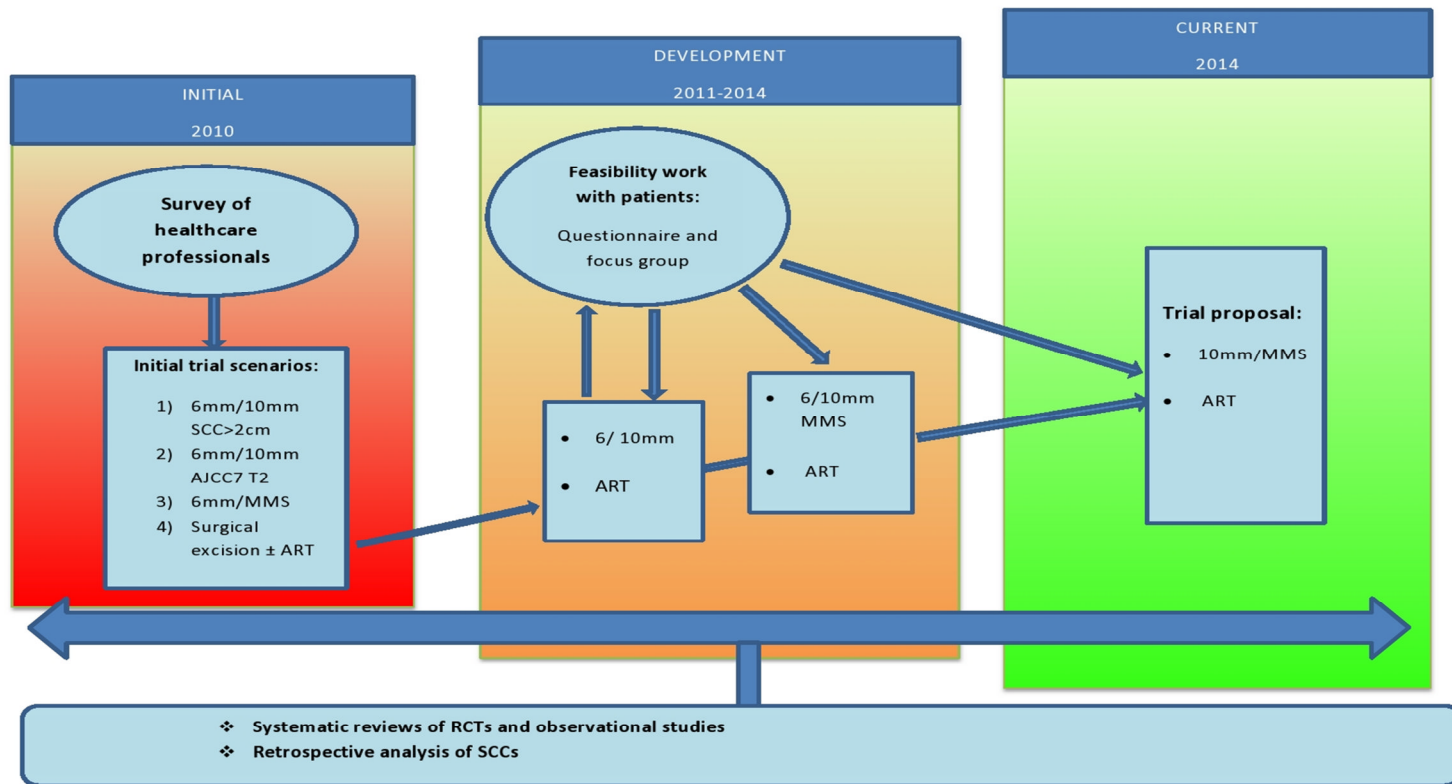 INITIAL
2010
Survey of
healthcare
professionals
Initial trial scenarios:
1) 6mm/10mm
SCC>2cm
2) 6mm/10mm
AJCC7 T2
3) 6mm/MMS
4) Surgical
excision ± ART
DEVELOPMENT
2011-2014
Feasibility work
with patients:
Questionnaire and
focus group
• 6/ 10mm
• ART
• 6/10mm
MMS
• ART
CURRENT
2014
Trial proposal:
• 10mm/MMS
• ART
❖ Systematic reviews of RCTs and observational studies
❖ Retrospective analysis of SCCs